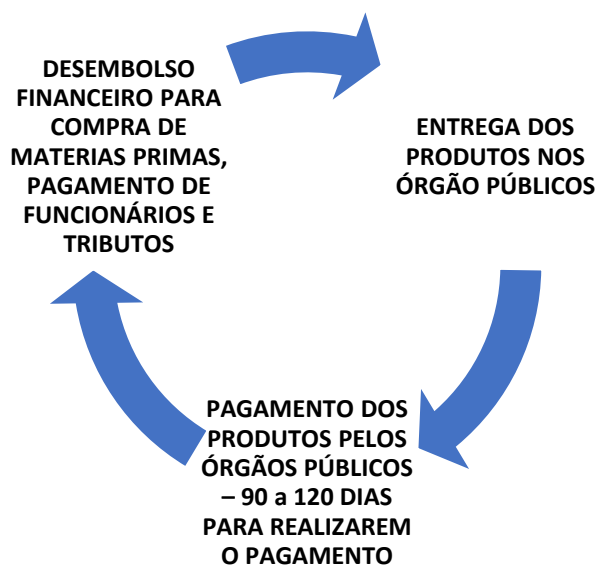 DESEMBOLSO
FINANCEIRO PARA
COMPRA DE
MATERIAS PRIMAS,
PAGAMENTO DE
FUNCIONÁRIOS E
TRIBUTOS
ENTREGA DOS
PRODUTOS NOS
ÓRGÃO PÚBLICOS
PAGAMENTO DOS
PRODUTOS PELOS
ÓRGÃOS PÚBLICOS
– 90 a 120 DIAS
PARA REALIZAREM
O PAGAMENTO